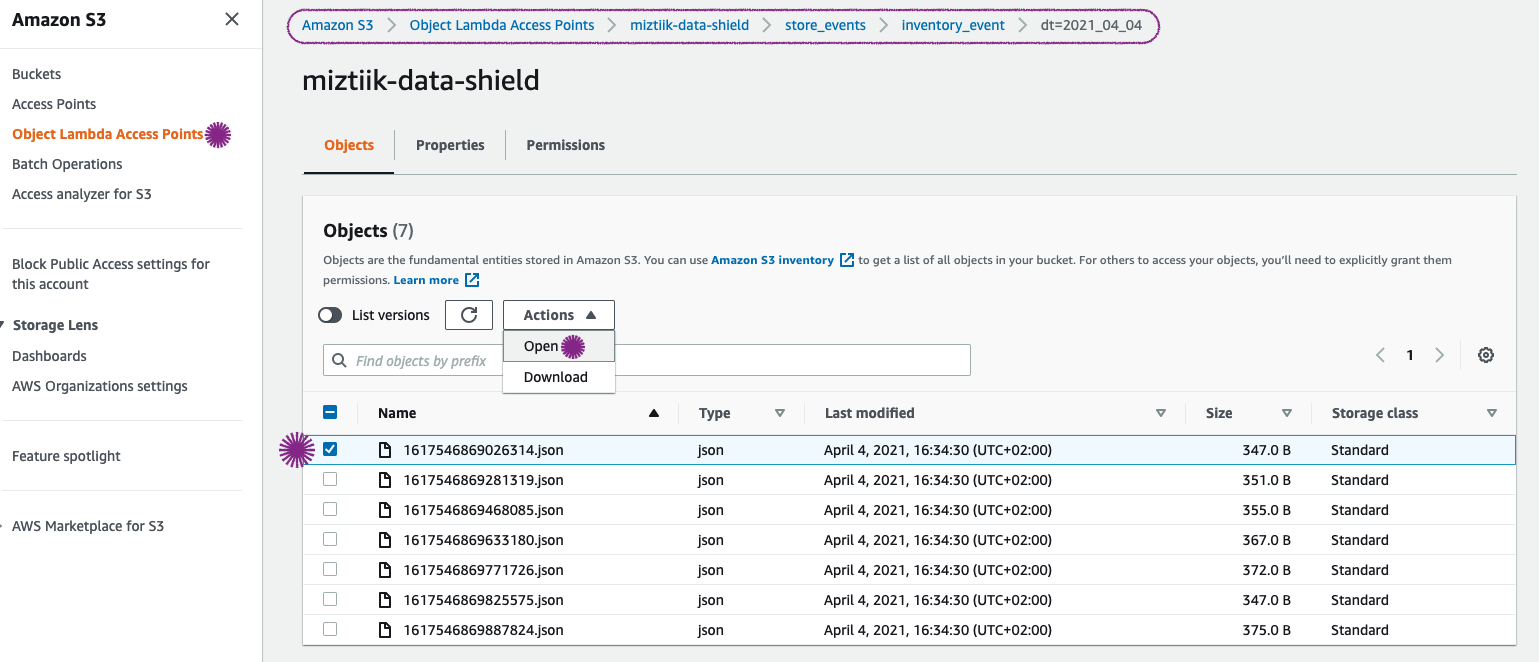 Amazon S3
Buckets
Access Points
Object Lambda Access Points
Batch Operations
Access analyzer for S3
Block Public Access settings for
this account
Storage Lens
Dashboards
AWS Organizations settings
Feature spotlight
AWS Marketplace for S3
Amazon S3 > Object Lambda Access Points > miztiik-data-shield > store_events > inventory_event > dt=2021_04_04
miztiik-data-shield
Objects Properties Permissions
Objects (7)
Objects are the fundamental entities stored in Amazon S3. You can use Amazon S3 inventory to get a list of all objects in your bucket. For others to access your objects, you'll need to explicitly grant them
permissions. Learn more
List versions Actions
Open
Find objects by prefix
1
Download
Name Type Last modified Size Storage class
1617546869026314.json json April 4, 2021, 16:34:30 (UTC+02:00) 347.0 B Standard
1617546869281319.json json April 4, 2021, 16:34:30 (UTC+02:00) 351.0 B Standard
1617546869468085.json json April 4, 2021, 16:34:30 (UTC+02:00) 355.0 B Standard
1617546869633180.json json April 4, 2021, 16:34:30 (UTC+02:00) 367.0 B Standard
1617546869771726.json json April 4, 2021, 16:34:30 (UTC+02:00) 372.0 B Standard
1617546869825575.json json April 4, 2021, 16:34:30 (UTC+02:00) 347.0 B Standard
1617546869887824.json json April 4, 2021, 16:34:30 (UTC+02:00) 375.0 B Standard